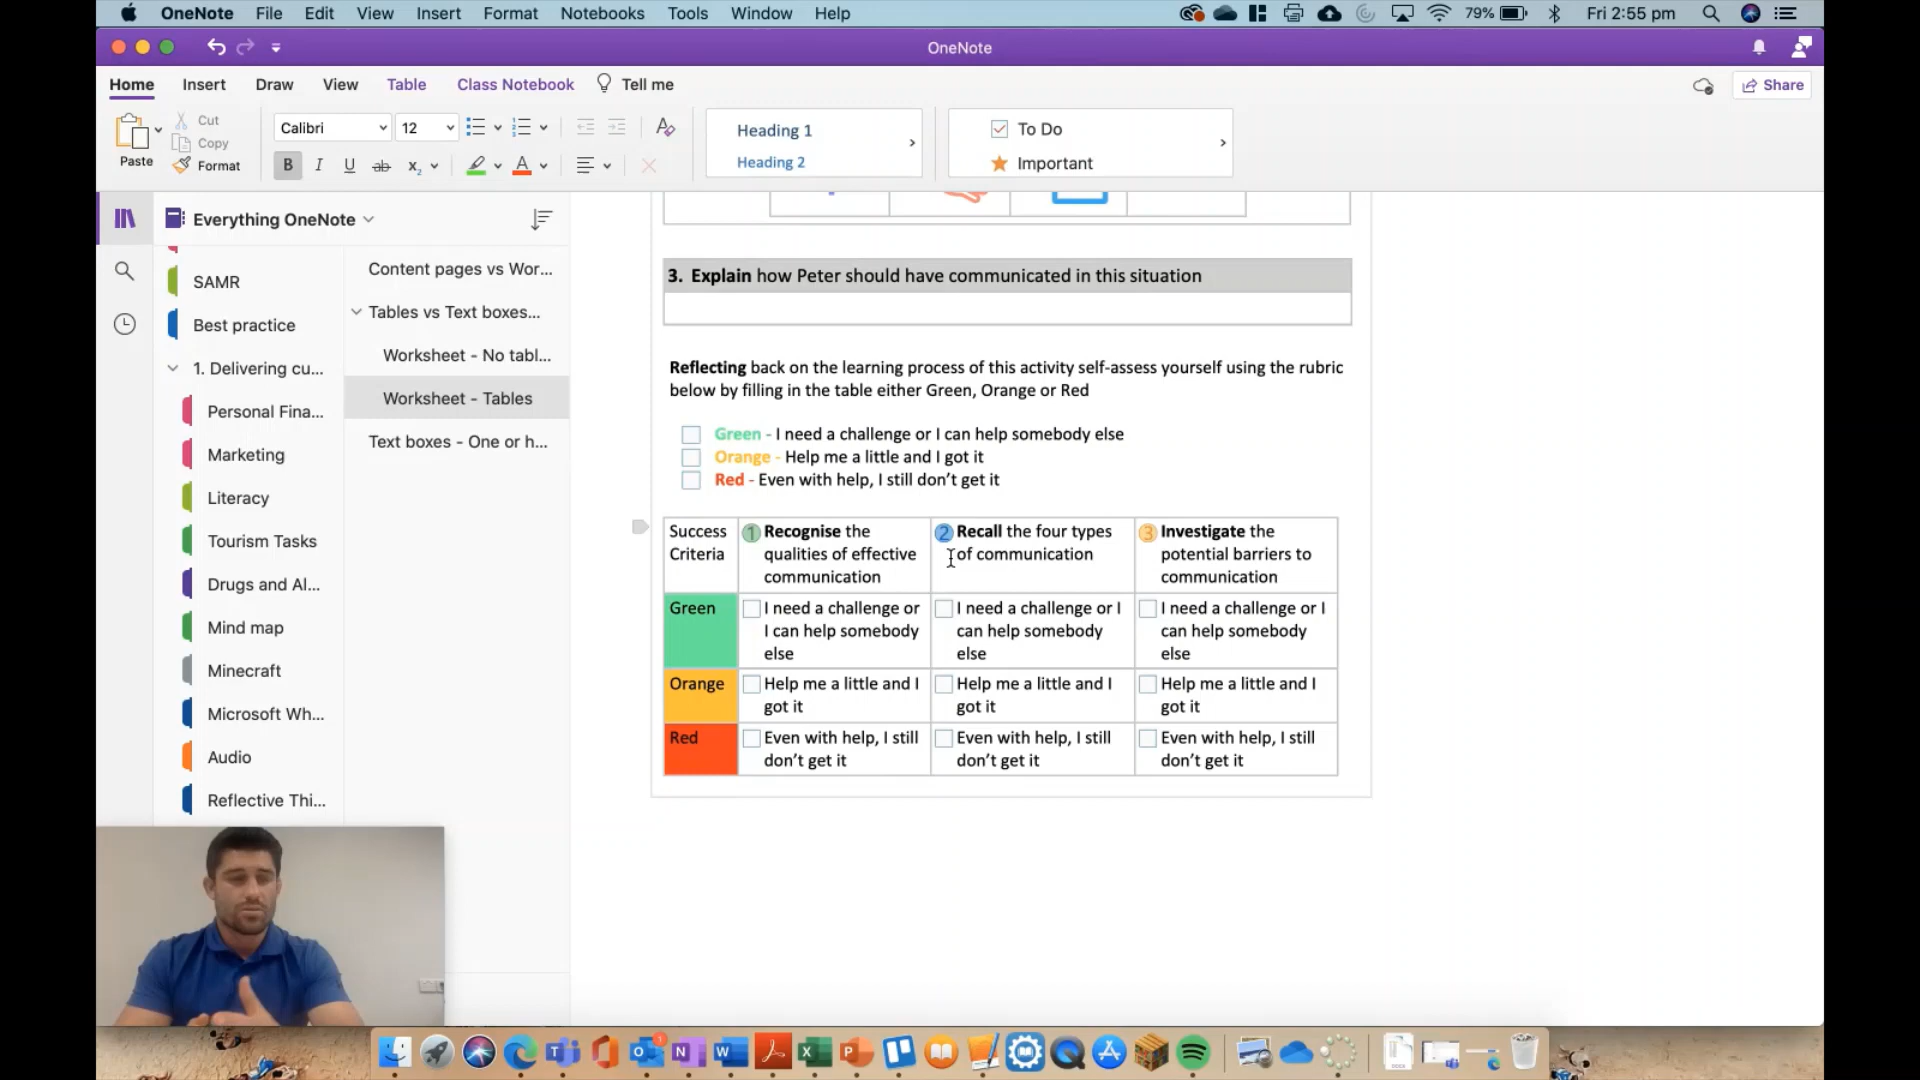 OneNote File Edit View Insert Format Notebooks Tools Window Help 79% Fri 2:55 pm
OneNote
Home Insert Draw View Table Class Notebook Tell me Share
Paste Cut Copy Format
Calibri 12
B I U ab X2 A
Heading 1
Heading 2
To Do
Important
Everything OneNote
SAMR
Best practice
1. Delivering cu...
Personal Fina...
Marketing
Literacy
Tourism Tasks
Drugs and Al...
Mind map
Minecraft
Microsoft Wh...
Audio
Reflective Thi...
Content pages vs Wor...
Tables vs Text boxes...
Worksheet - No tabl...
Worksheet - Tables
Text boxes - One or h...
3. Explain how Peter should have communicated in this situation
Reflecting back on the learning process of this activity self-assess yourself using the rubric
below by filling in the table either Green, Orange or Red
Green - I need a challenge or I can help somebody else
Orange - Help me a little and I got it
Red - Even with help, I still don't get it
Success
Criteria
1 Recognise the
qualities of effective
communication
2 Recall the four types
of communication
3 Investigate the
potential barriers to
communication
Green
I need a challenge or
I can help somebody
else
I need a challenge or I
can help somebody
else
I need a challenge or I
can help somebody
else
Orange
Help me a little and I
got it
Help me a little and I
got it
Help me a little and I
got it
Red
Even with help, I still
don't get it
Even with help, I still
don't get it
Even with help, I still
don't get it